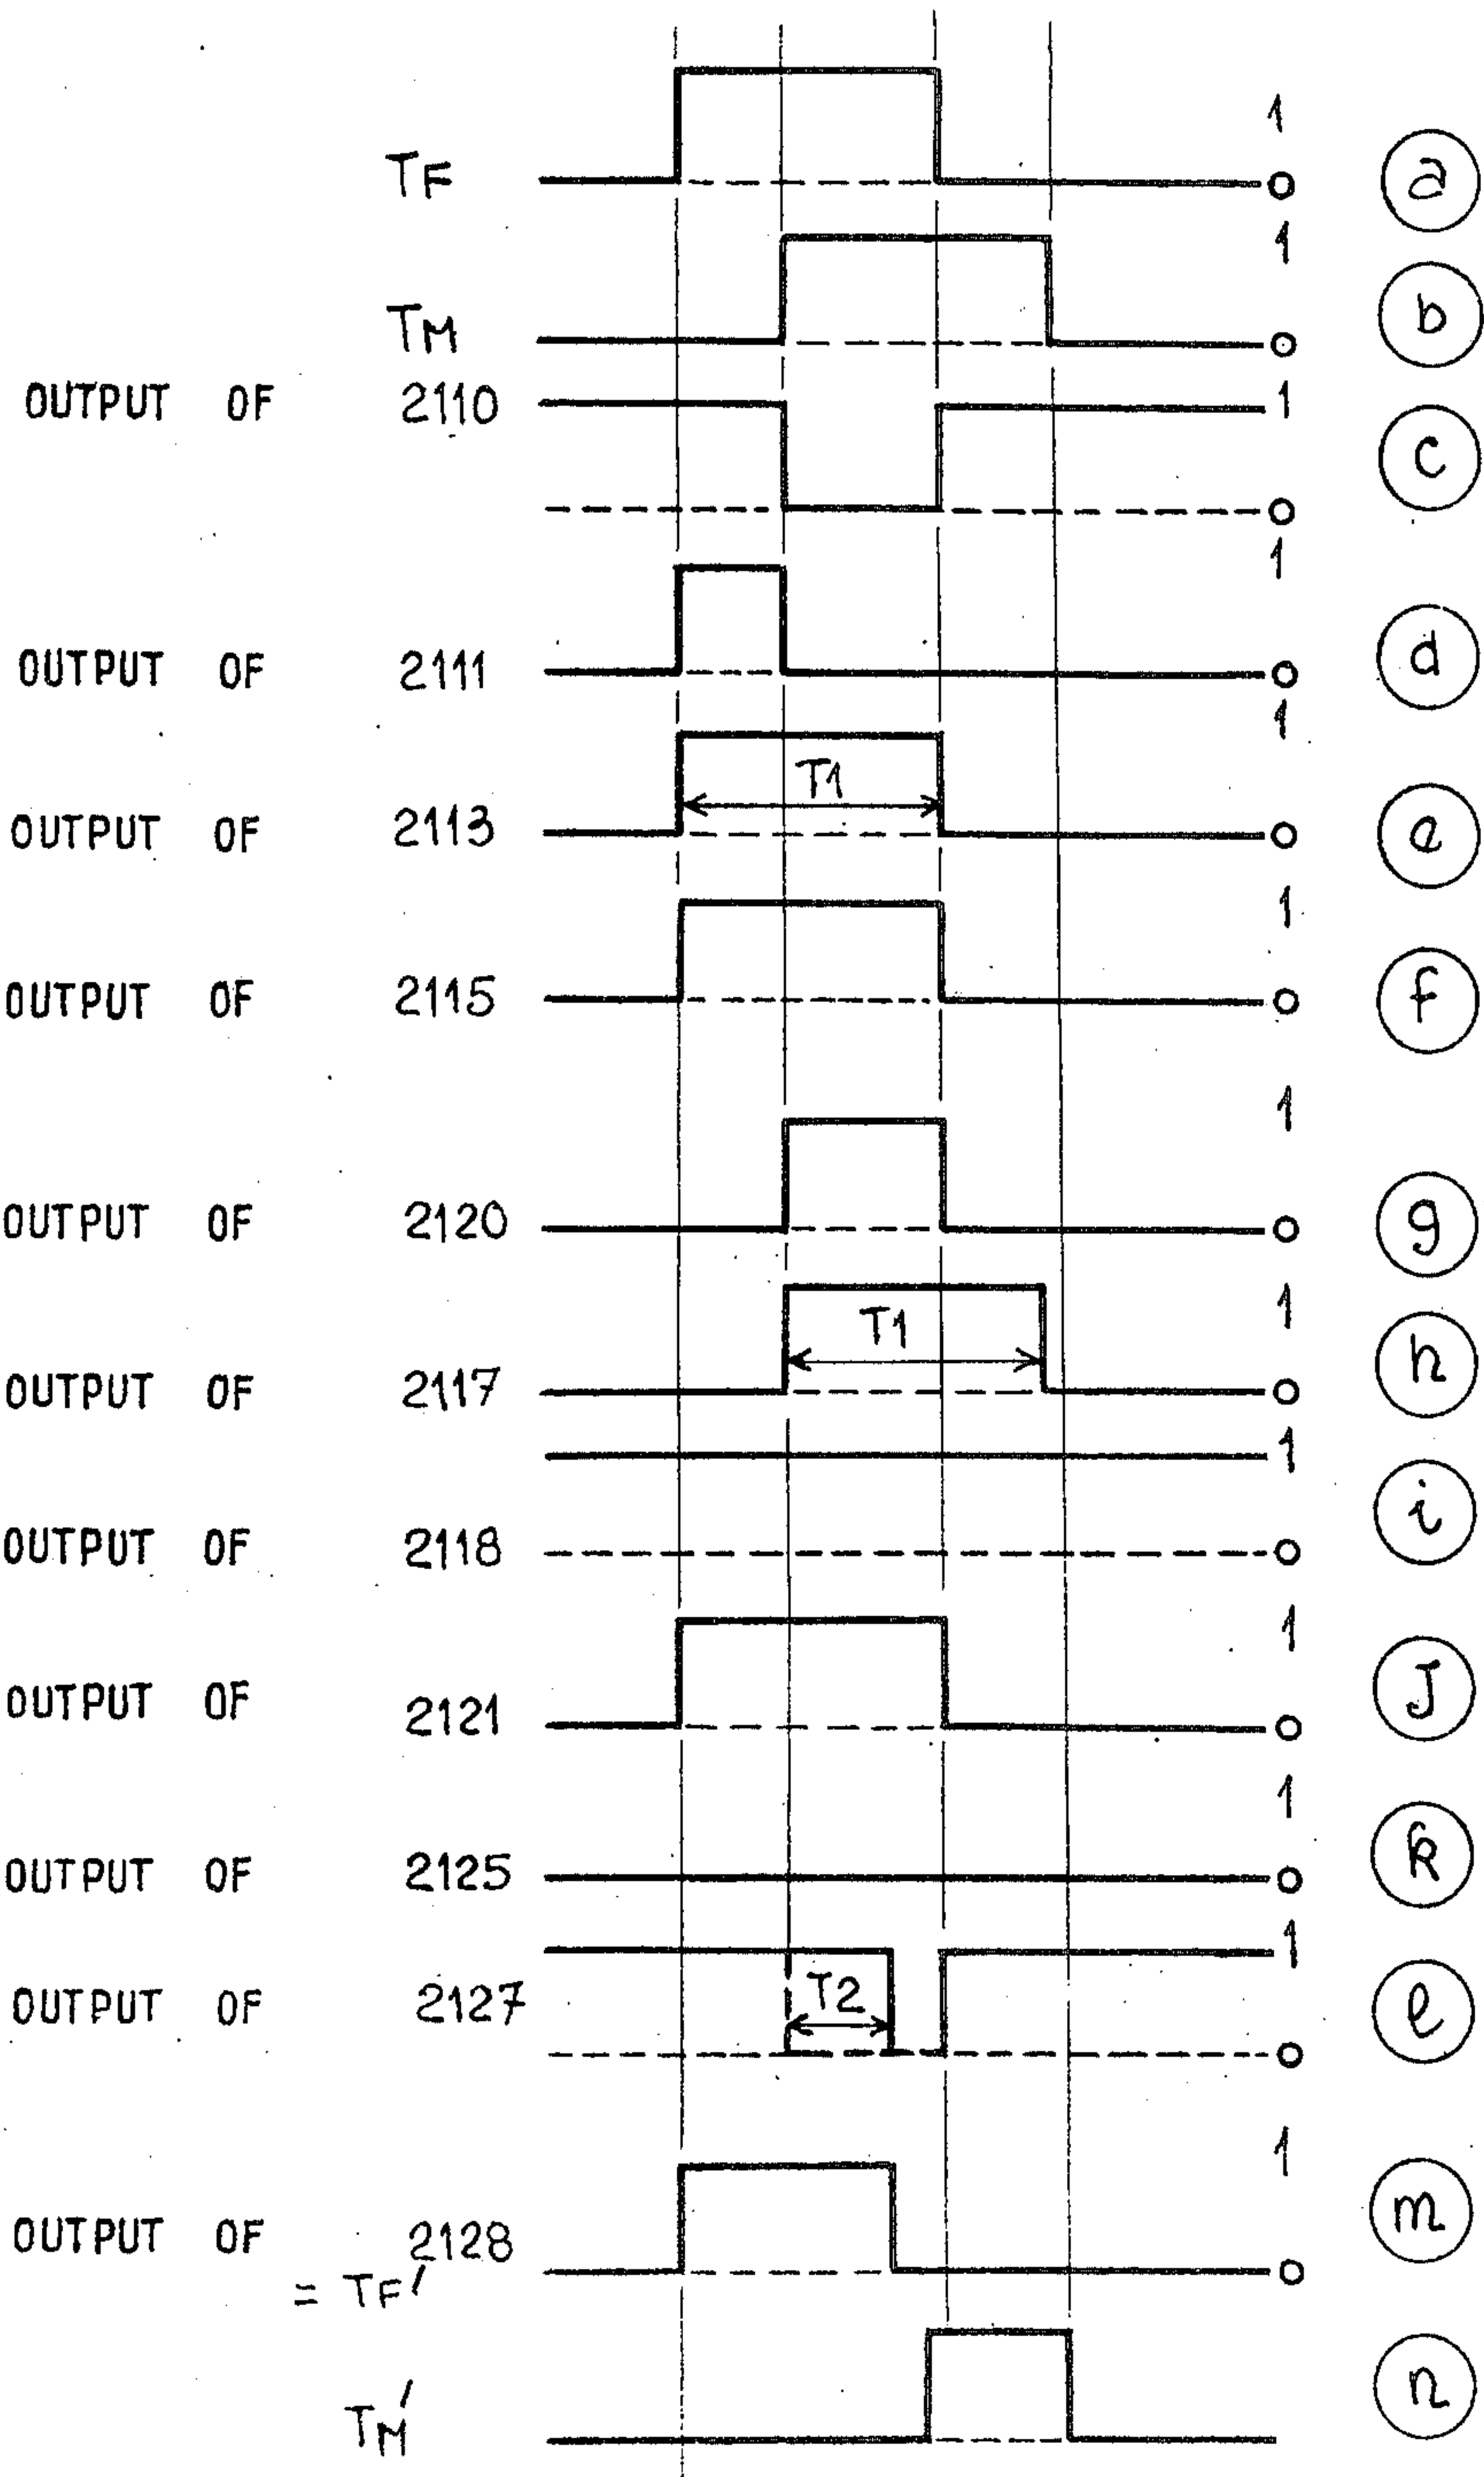 1
TF 0 a
1
TM 0 b
OUTPUT OF 2110 1
c
0
1
OUTPUT OF 2111 0 d
1
T1
OUTPUT OF 2113 0 e
1
OUTPUT OF 2115 0 f
1
OUTPUT OF 2120 0 g
1
T1
OUTPUT OF 2117 0 h
1
i
OUTPUT OF 2118 0
1
OUTPUT OF 2121 0 J
1
OUTPUT OF 2125 0 k
1
OUTPUT OF 2127 T2 l
0
1
OUTPUT OF 2128 0 m
= TF'
TM' n